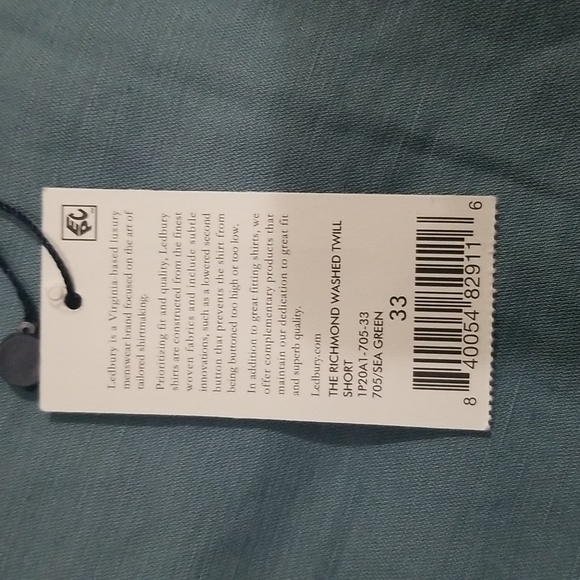 EPC
Ledbury is a Virginia-based luxury
menswear brand focused on the art of
tailored shirtmaking.
Prioritizing fit and quality, Ledbury
shirts are constructed from the finest
woven fabrics and include subtle
innovations, such as a lowered second
button that prevents the shirt from
being buttoned too high or too low.
In addition to great fitting shirts, we
offer complementary products that
maintain our dedication to great fit
and superb quality.
Ledbury.com
THE RICHMOND WASHED TWILL
SHORT
1P20A1-705-33
705/SEA GREEN
33
8 40054 82911 6